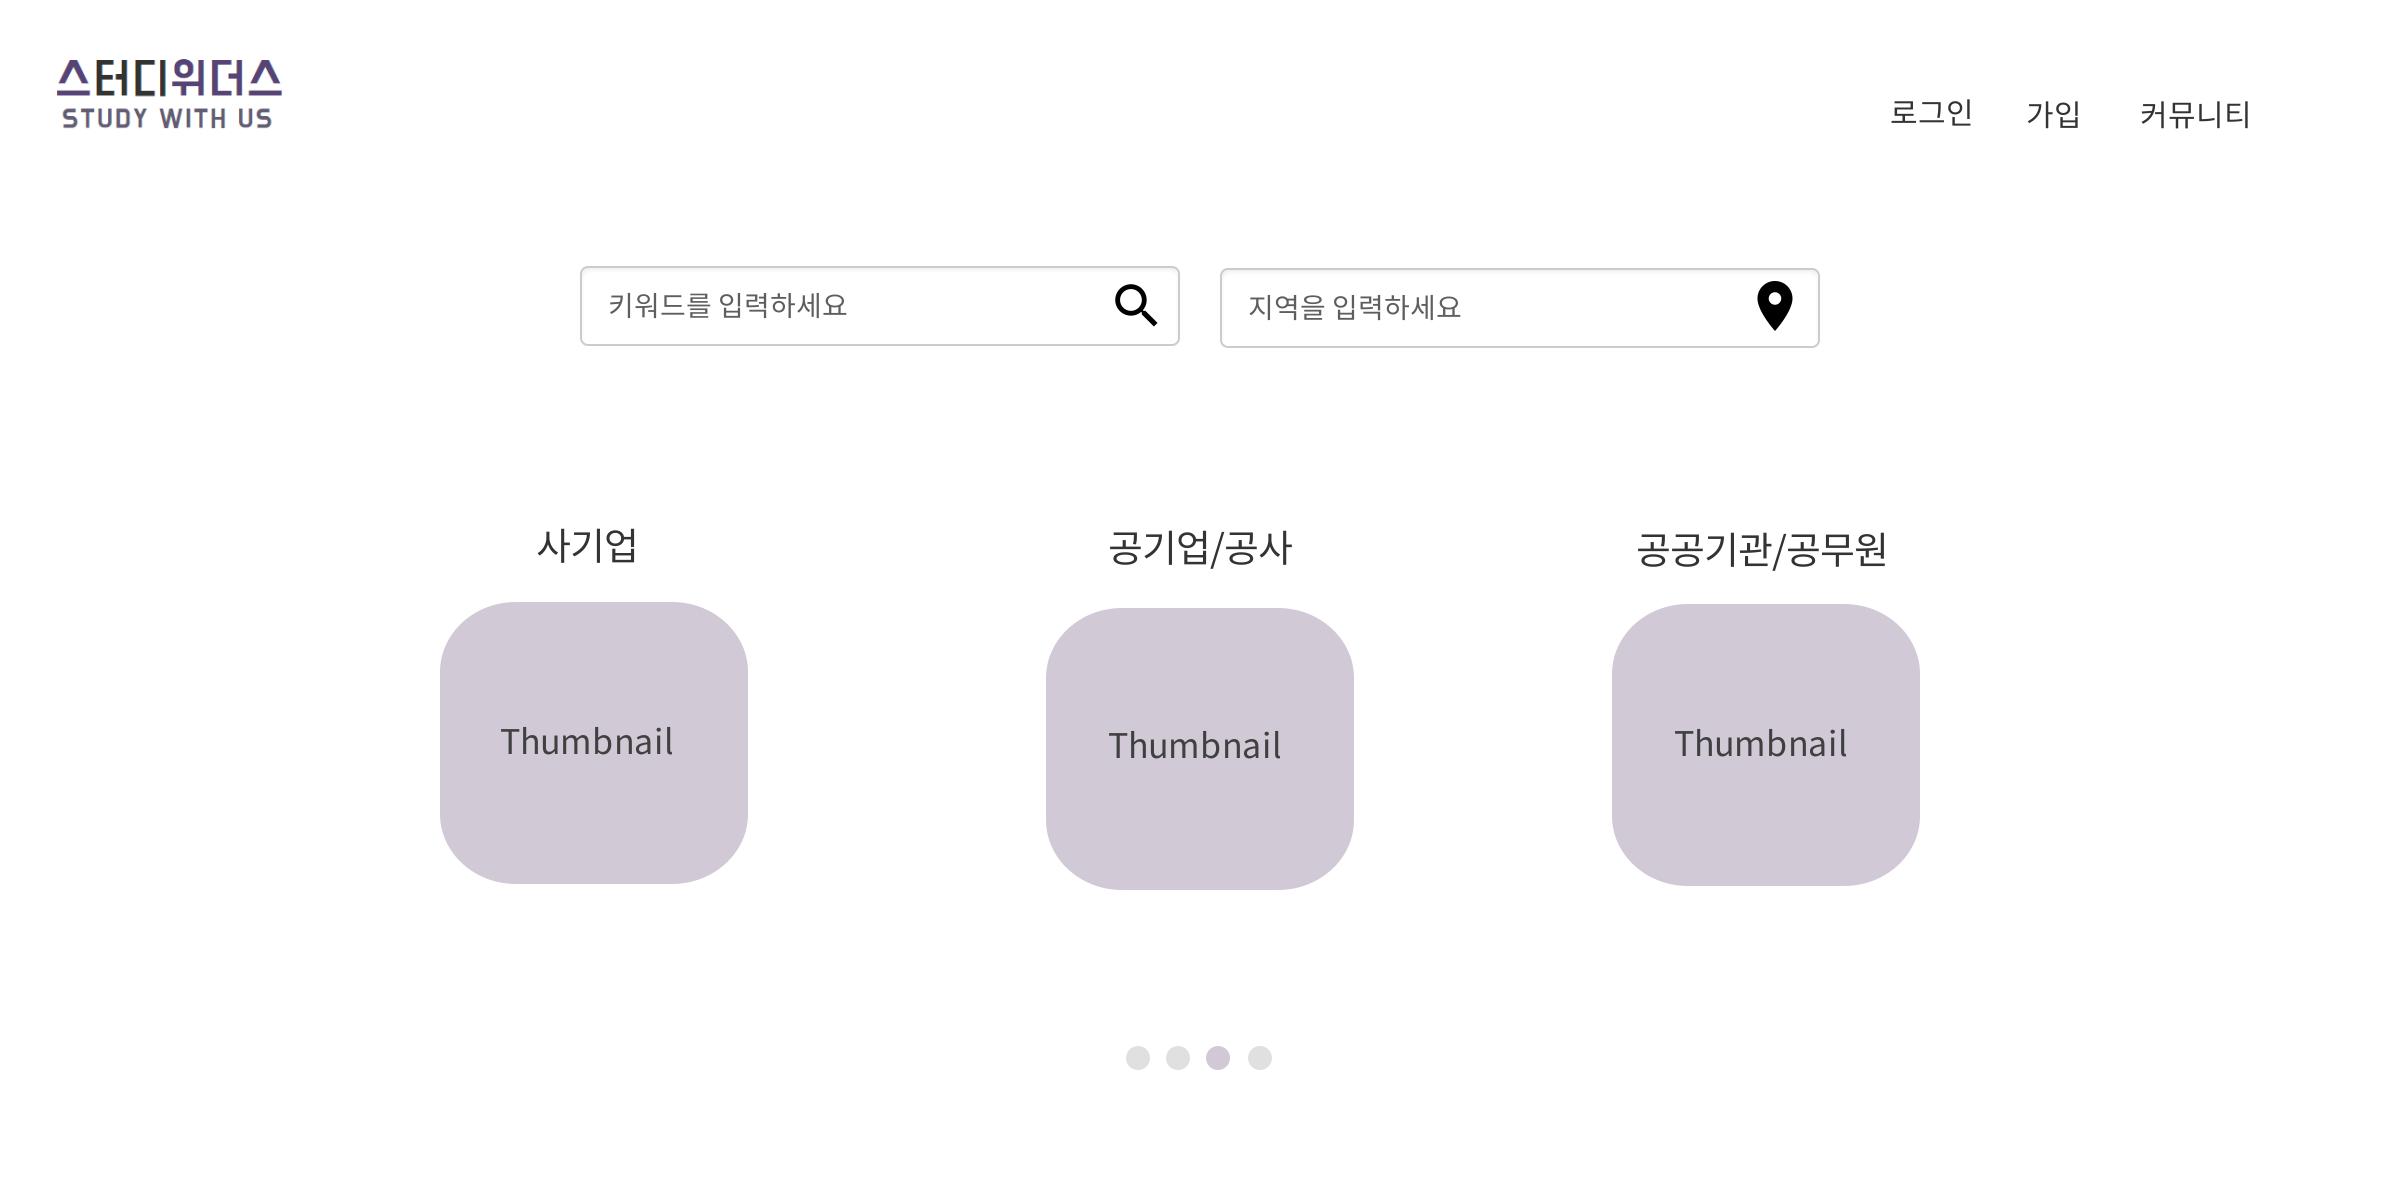 스터디위더스
STUDY WITH US
로그인 가입 커뮤니티
키워드를 입력하세요
지역을 입력하세요
사기업
공기업/공사
공공기관/공무원
Thumbnail
Thumbnail
Thumbnail